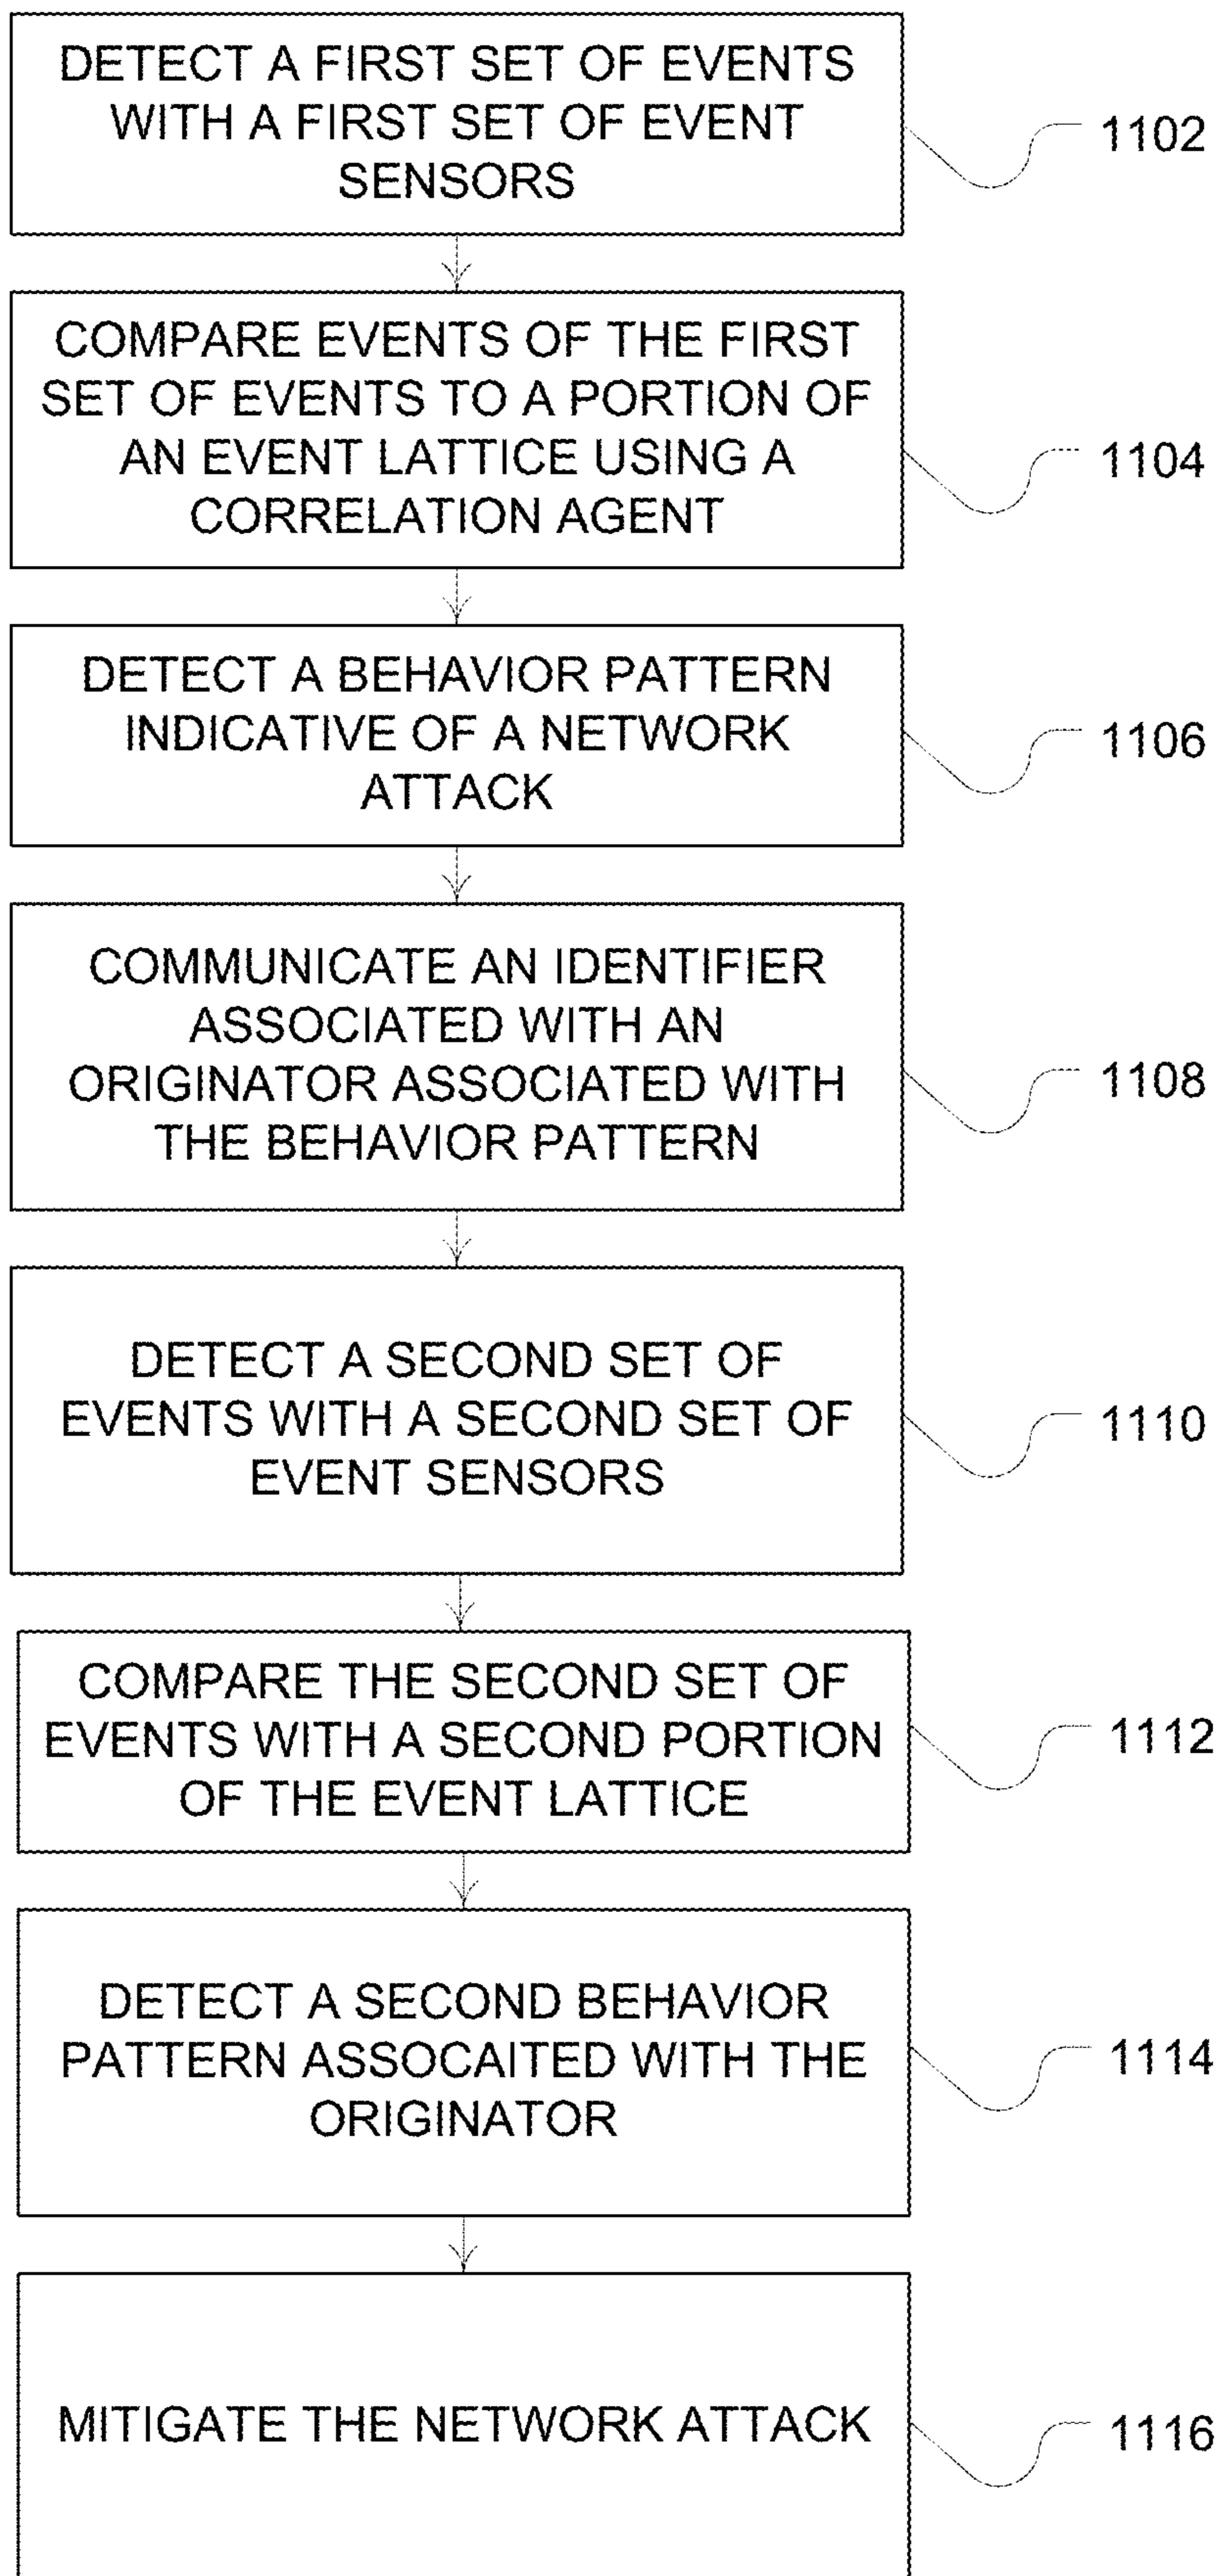 DETECT A FIRST SET OF EVENTS
WITH A FIRST SET OF EVENT
SENSORS
1102
COMPARE EVENTS OF THE FIRST
SET OF EVENTS TO A PORTION OF
AN EVENT LATTICE USING A
CORRELATION AGENT
1104
DETECT A BEHAVIOR PATTERN
INDICATIVE OF A NETWORK
ATTACK
1106
COMMUNICATE AN IDENTIFIER
ASSOCIATED WITH AN
ORIGINATOR ASSOCIATED WITH
THE BEHAVIOR PATTERN
1108
DETECT A SECOND SET OF
EVENTS WITH A SECOND SET OF
EVENT SENSORS
1110
COMPARE THE SECOND SET OF
EVENTS WITH A SECOND PORTION
OF THE EVENT LATTICE
1112
DETECT A SECOND BEHAVIOR
PATTERN ASSOCAITED WITH THE
ORIGINATOR
1114
MITIGATE THE NETWORK ATTACK
1116